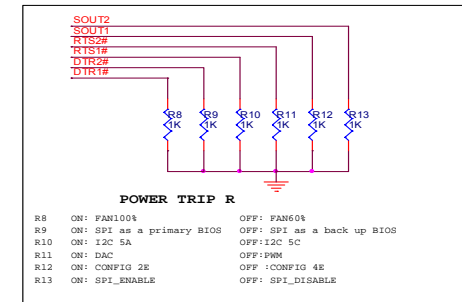 SOUT2
SOUT1
RTS2#
RTS1#
DTR2#
DTR1#
R8 R9 R10 R11 R12 R13
1K 1K 1K 1K 1K 1K
POWER TRIP R
R8 ON: FAN100% OFF: FAN60%
R9 ON: SPI as a primary BIOS OFF: SPI as a back up BIOS
R10 ON: I2C 5A OFF:I2C 5C
R11 ON: DAC OFF:PWM
R12 ON: CONFIG 2E OFF :CONFIG 4E
R13 ON: SPI_ENABLE OFF: SPI_DISABLE